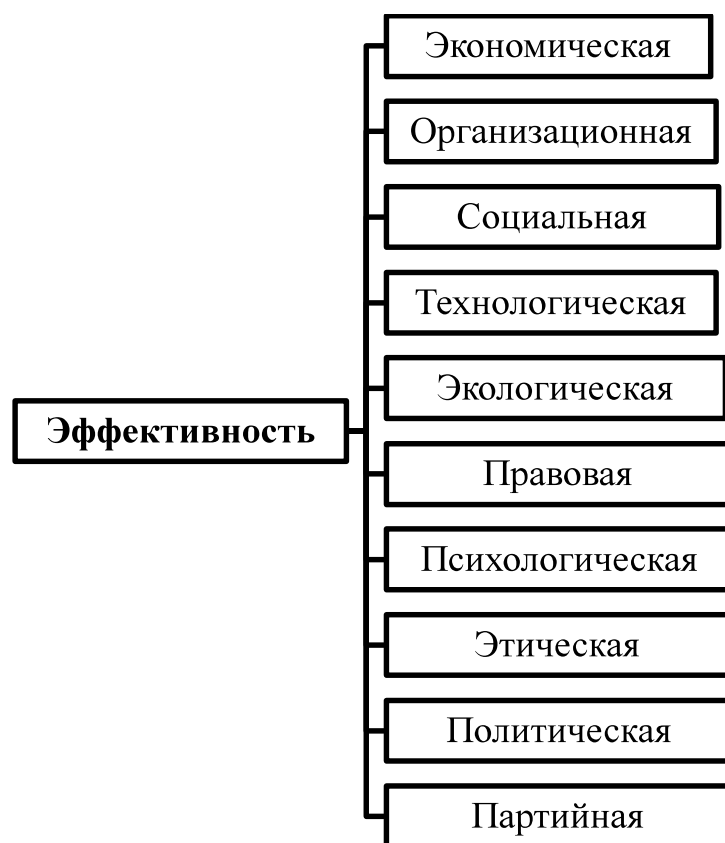 Экономическая
Организационная
Социальная
Технологическая
Экологическая
Эффективность
Правовая
Психологическая
Этическая
Политическая
Партийная